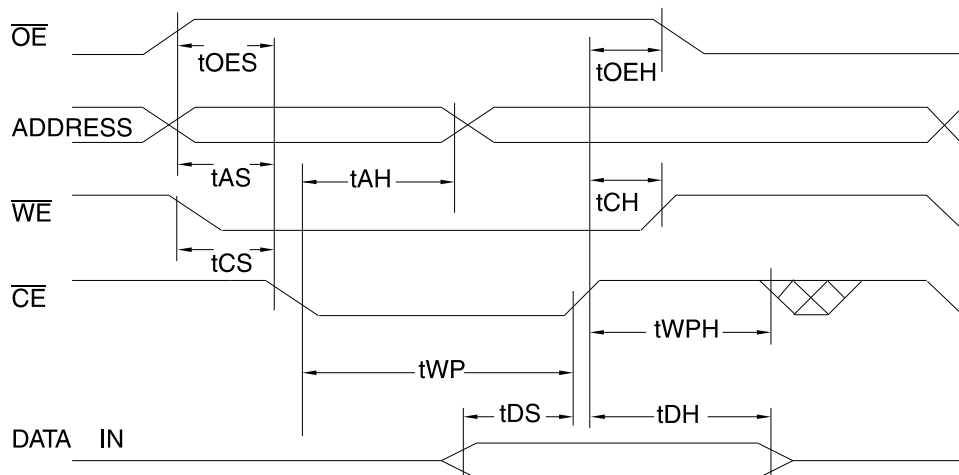 OE
tOES
tOEH
ADDRESS
tAS
tAH
tCH
WE
tCS
CE
tWPH
tWP
tDS
tDH
DATA IN